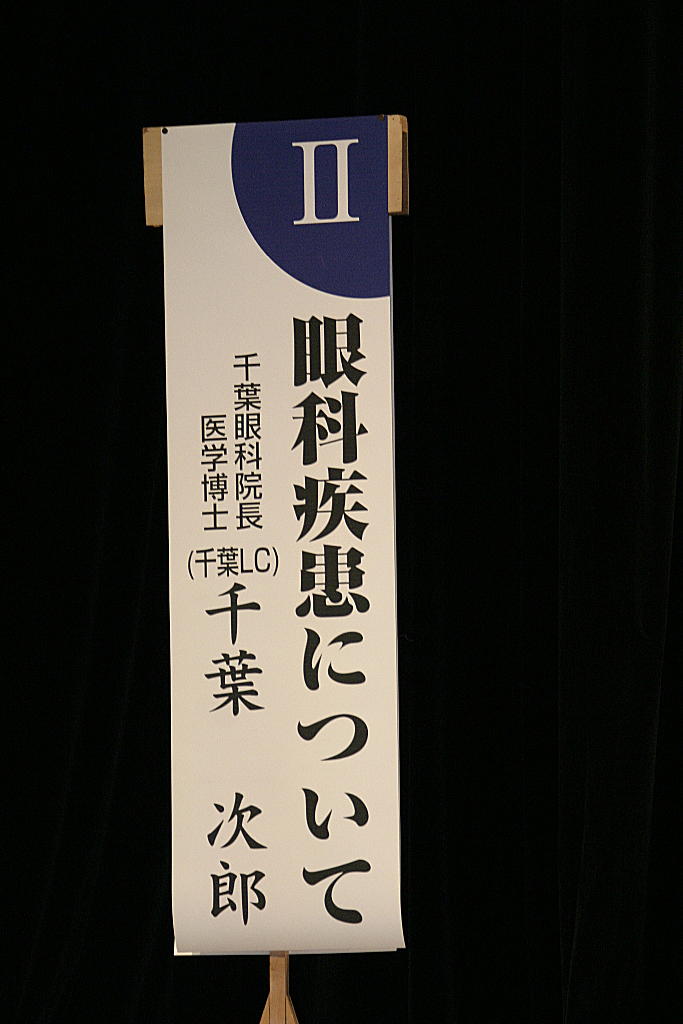 Ⅱ
眼科疾患について
千葉眼科院長
医学博士
(千葉LC)
千葉 次郎